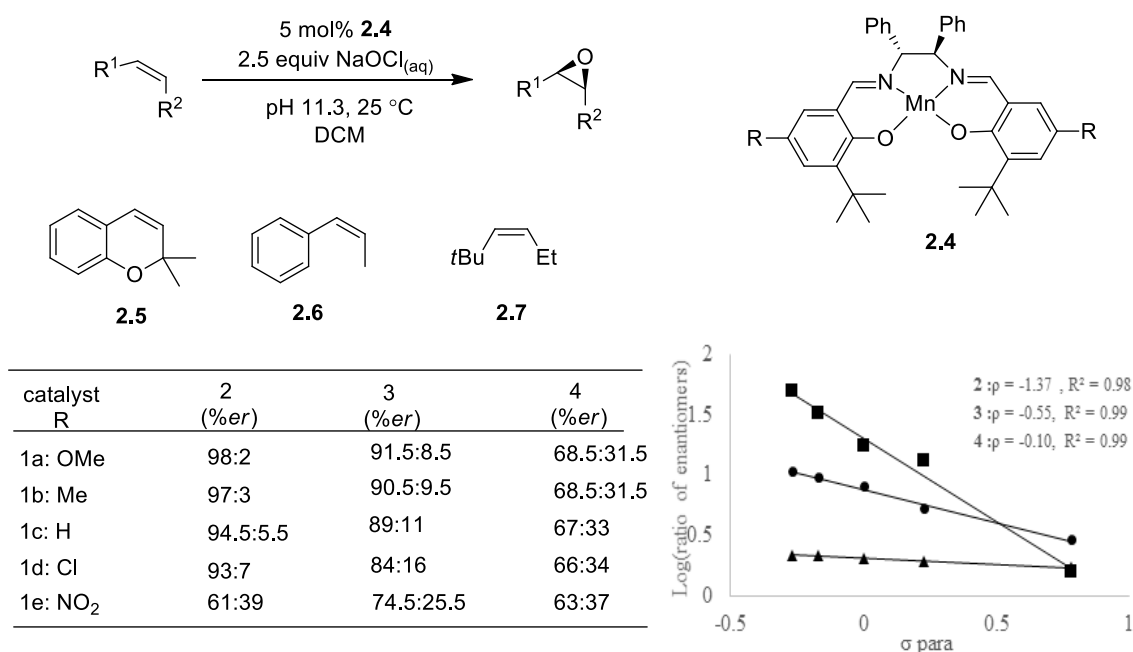 R¹
R²
5 mol% 2.4
2.5 equiv NaOCl(aq)
pH 11.3, 25 °C
DCM
O
R¹
R²
Ph
Ph
N
N
Mn
R
O
O
R
2.4
O
2.5
2.6
tBu
Et
2.7
catalyst R 2 (%er) 3 (%er) 4 (%er)
1a: OMe 98:2 91.5:8.5 68.5:31.5
1b: Me 97:3 90.5:9.5 68.5:31.5
1c: H 94.5:5.5 89:11 67:33
1d: Cl 93:7 84:16 66:34
1e: NO₂ 61:39 74.5:25.5 63:37
Log(ratio of enantiomers)
2
1.5
1
0.5
0
-0.5
0
0.5
1
σ para
2 :ρ = -1.37 , R² = 0.98
3 :ρ = -0.55, R² = 0.99
4 :ρ = -0.10, R² = 0.99